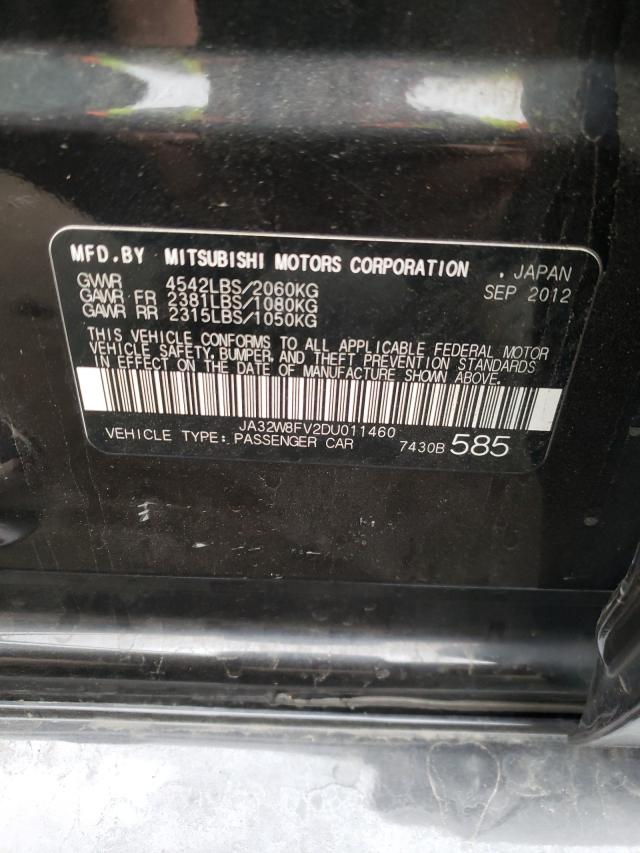 MFD.BY MITSUBISHI MOTORS CORPORATION . JAPAN
GVWR 4542LBS/2060KG SEP 2012
GAWR FR 2381LBS/1080KG
GAWR RR 2315LBS/1050KG
THIS VEHICLE CONFORMS TO ALL APPLICABLE FEDERAL MOTOR
VEHICLE SAFETY, BUMPER, AND THEFT PREVENTION STANDARDS
IN EFFECT ON THE DATE OF MANUFACTURE SHOWN ABOVE.
JA32W8FV2DU011460
VEHICLE TYPE: PASSENGER CAR 7430B 585